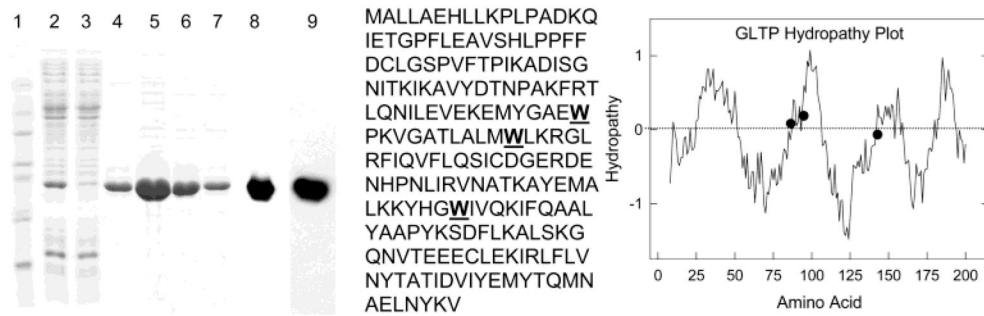 1 2 3 4 5 6 7 8 9
MALLAEHLLKPLPADKQ
IETGPFLEAVSHLPPFF
DCLGSPVFTPIKADISG
NITKIKAVYDTNPAKFRT
LQNILEVEKEMYGAEW
PKVGATLALMWLKRGL
RFIQVFLQSICDGERDE
NHPNLIRVNATKAYEMA
LKKYHGWIVQKIFQAAL
YAAPYKSDFLKALSKG
QNVTEEECLEKIRLFLV
NYTATIDVIYEMYTQMN
AELNYKV
GLTP Hydropathy Plot
Hydropathy
1
0
-1
0 25 50 75 100 125 150 175 200
Amino Acid